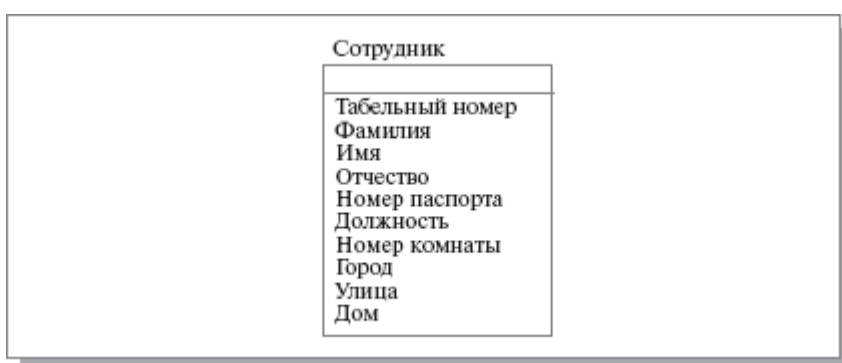 Сотрудник
Табельный номер
Фамилия
Имя
Отчество
Номер паспорта
Должность
Номер комнаты
Город
Улица
Дом